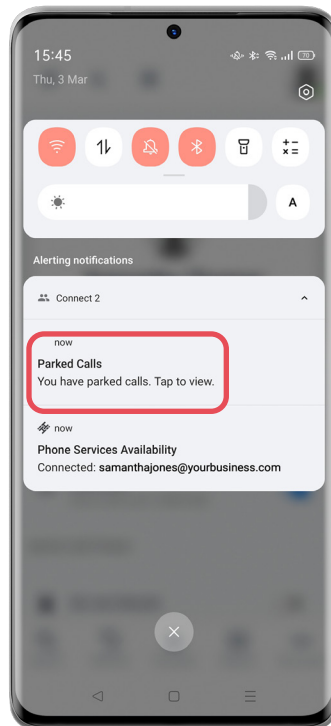 15:45
70
Thu, 3 Mar
A
Alerting notifications
Connect 2
now
Parked Calls
You have parked calls. Tap to view.
now
Phone Services Availability
Connected: samanthajones@yourbusiness.com